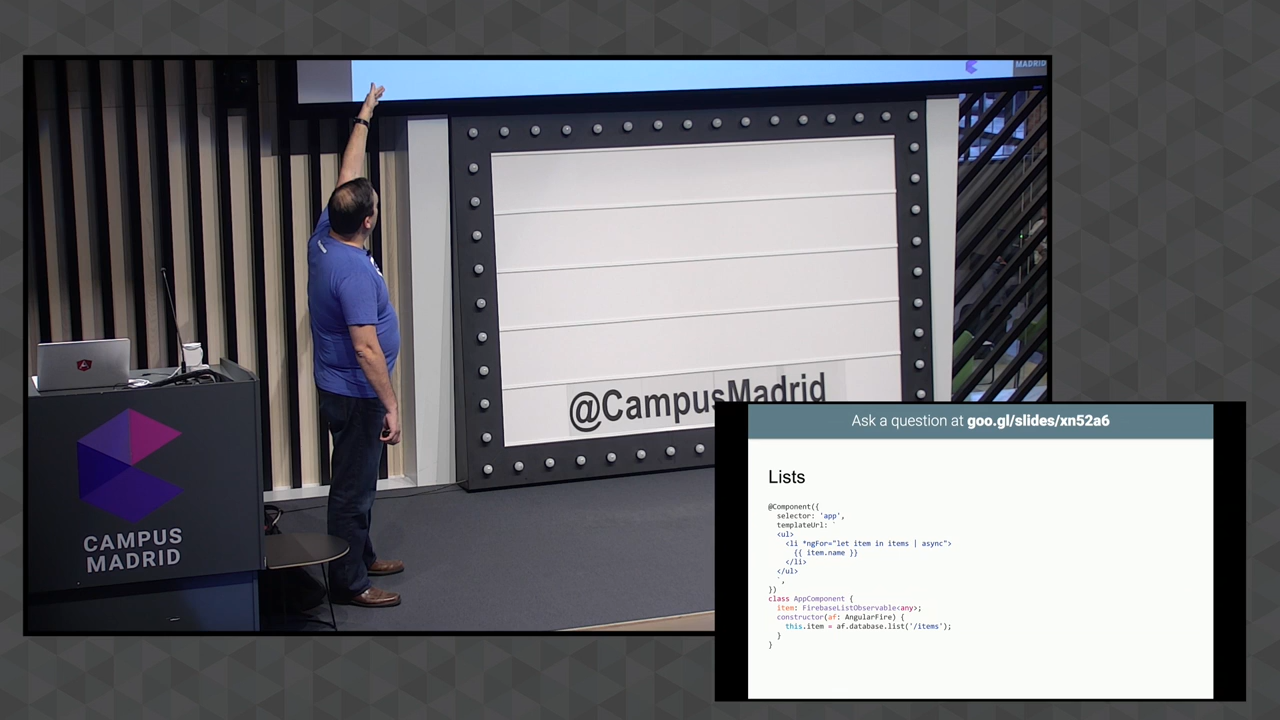 MADRID
@CampusMadrid
CAMPUS
MADRID
Ask a question at goo.gl/slides/xn52a6
Lists
@Component({
selector: 'app',
templateUrl: `
<ul>
<li *ngFor="let item in items | async">
{{ item.name }}
</li>
</ul>
`,
})
class AppComponent {
item: FirebaseListObservable<any>;
constructor(af: AngularFire) {
this.item = af.database.list('/items');
}
}